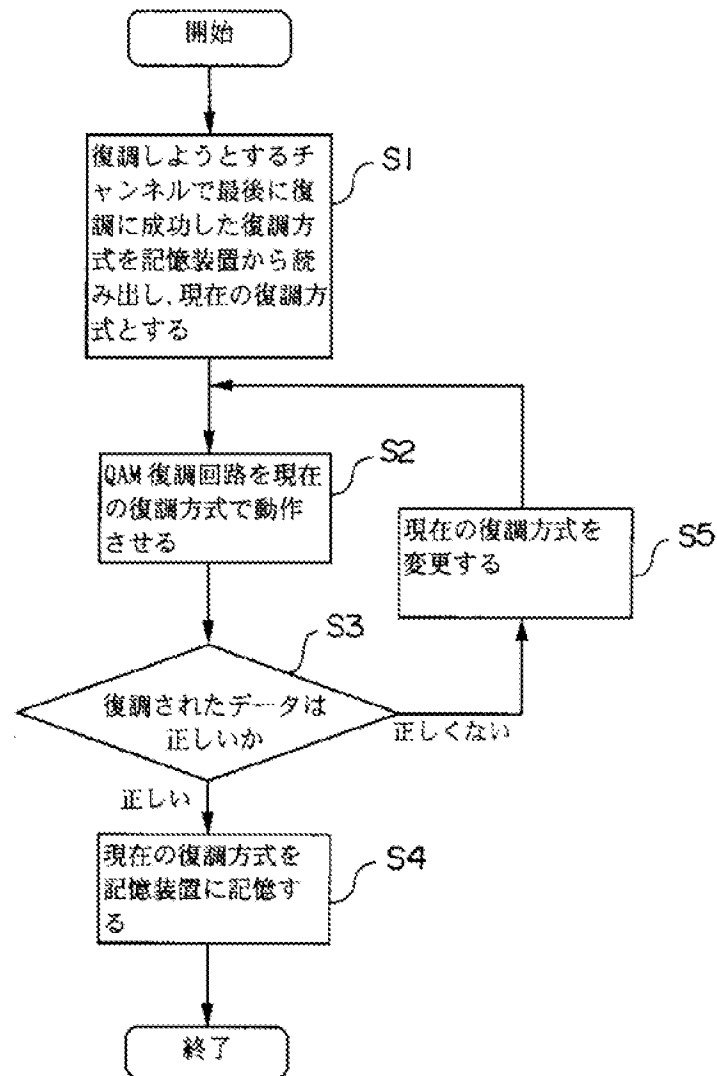 開始
復調しようとするチ
ャンネルで最後に復
調に成功した復調方
式を記憶装置から読
み出し、現在の復調方
式とする
S1
QAM 復調回路を現在
の復調方式で動作
させる
S2
現在の復調方式を
変更する
S5
S3
復調されたデータは
正しいか
正しくない
正しい
現在の復調方式を
記憶装置に記憶す
る
S4
終了